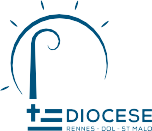 DIOCESE
RENNES · DOL · ST MALO